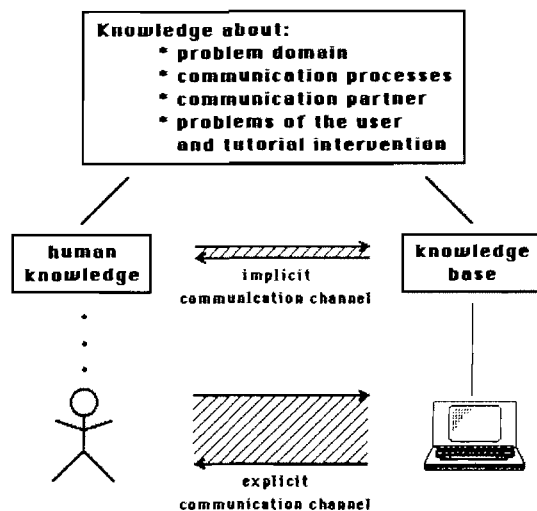 Knowledge about:
* problem domain
* communication processes
* communication partner
* problems of the user
and tutorial intervention
human
knowledge
knowledge
base
implicit
communication channel
explicit
communication channel